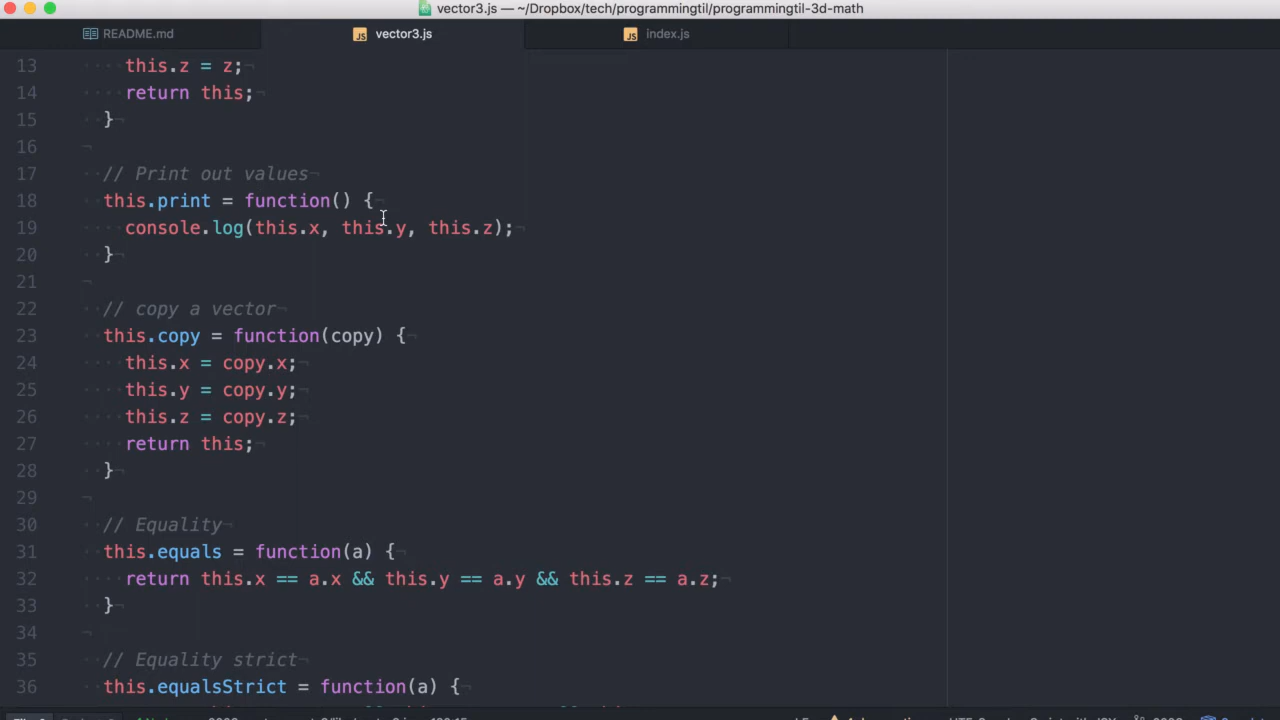 vector3.js — ~/Dropbox/tech/programmingtil/programmingtil-3d-math
README.md vector3.js index.js
13 this.z = z;
14 return this;
15 }
16
17 // Print out values
18 this.print = function() {
19 console.log(this.x, this.y, this.z);
20 }
21
22 // copy a vector
23 this.copy = function(copy) {
24 this.x = copy.x;
25 this.y = copy.y;
26 this.z = copy.z;
27 return this;
28 }
29
30 // Equality
31 this.equals = function(a) {
32 return this.x == a.x && this.y == a.y && this.z == a.z;
33 }
34
35 // Equality strict
36 this.equalsStrict = function(a) {